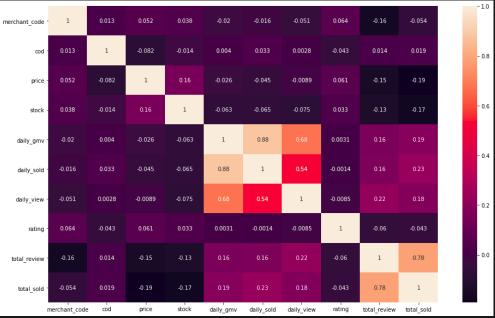 merchant_code 1 0.013 0.052 0.038 -0.02 -0.016 -0.051 0.064 -0.16 -0.054
cod 0.013 1 -0.082 -0.014 0.004 0.033 0.0028 -0.043 0.014 0.019
price 0.052 -0.082 1 0.16 -0.026 -0.045 -0.0089 0.061 -0.15 -0.19
stock 0.038 -0.014 0.16 1 -0.063 -0.065 -0.075 0.033 -0.13 -0.17
daily_gmv -0.02 0.004 -0.026 -0.063 1 0.88 0.68 0.0031 0.16 0.19
daily_sold -0.016 0.033 -0.045 -0.065 0.88 1 0.54 -0.0014 0.16 0.23
daily_view -0.051 0.0028 -0.0089 -0.075 0.68 0.54 1 -0.0085 0.22 0.18
rating 0.064 -0.043 0.061 0.033 0.0031 -0.0014 -0.0085 1 -0.06 -0.043
total_review -0.16 0.014 -0.15 -0.13 0.16 0.16 0.22 -0.06 1 0.78
total_sold -0.054 0.019 -0.19 -0.17 0.19 0.23 0.18 -0.043 0.78 1
merchant_code cod price stock daily_gmv daily_sold daily_view rating total_review total_sold
1.0
0.8
0.6
0.4
0.2
0.0